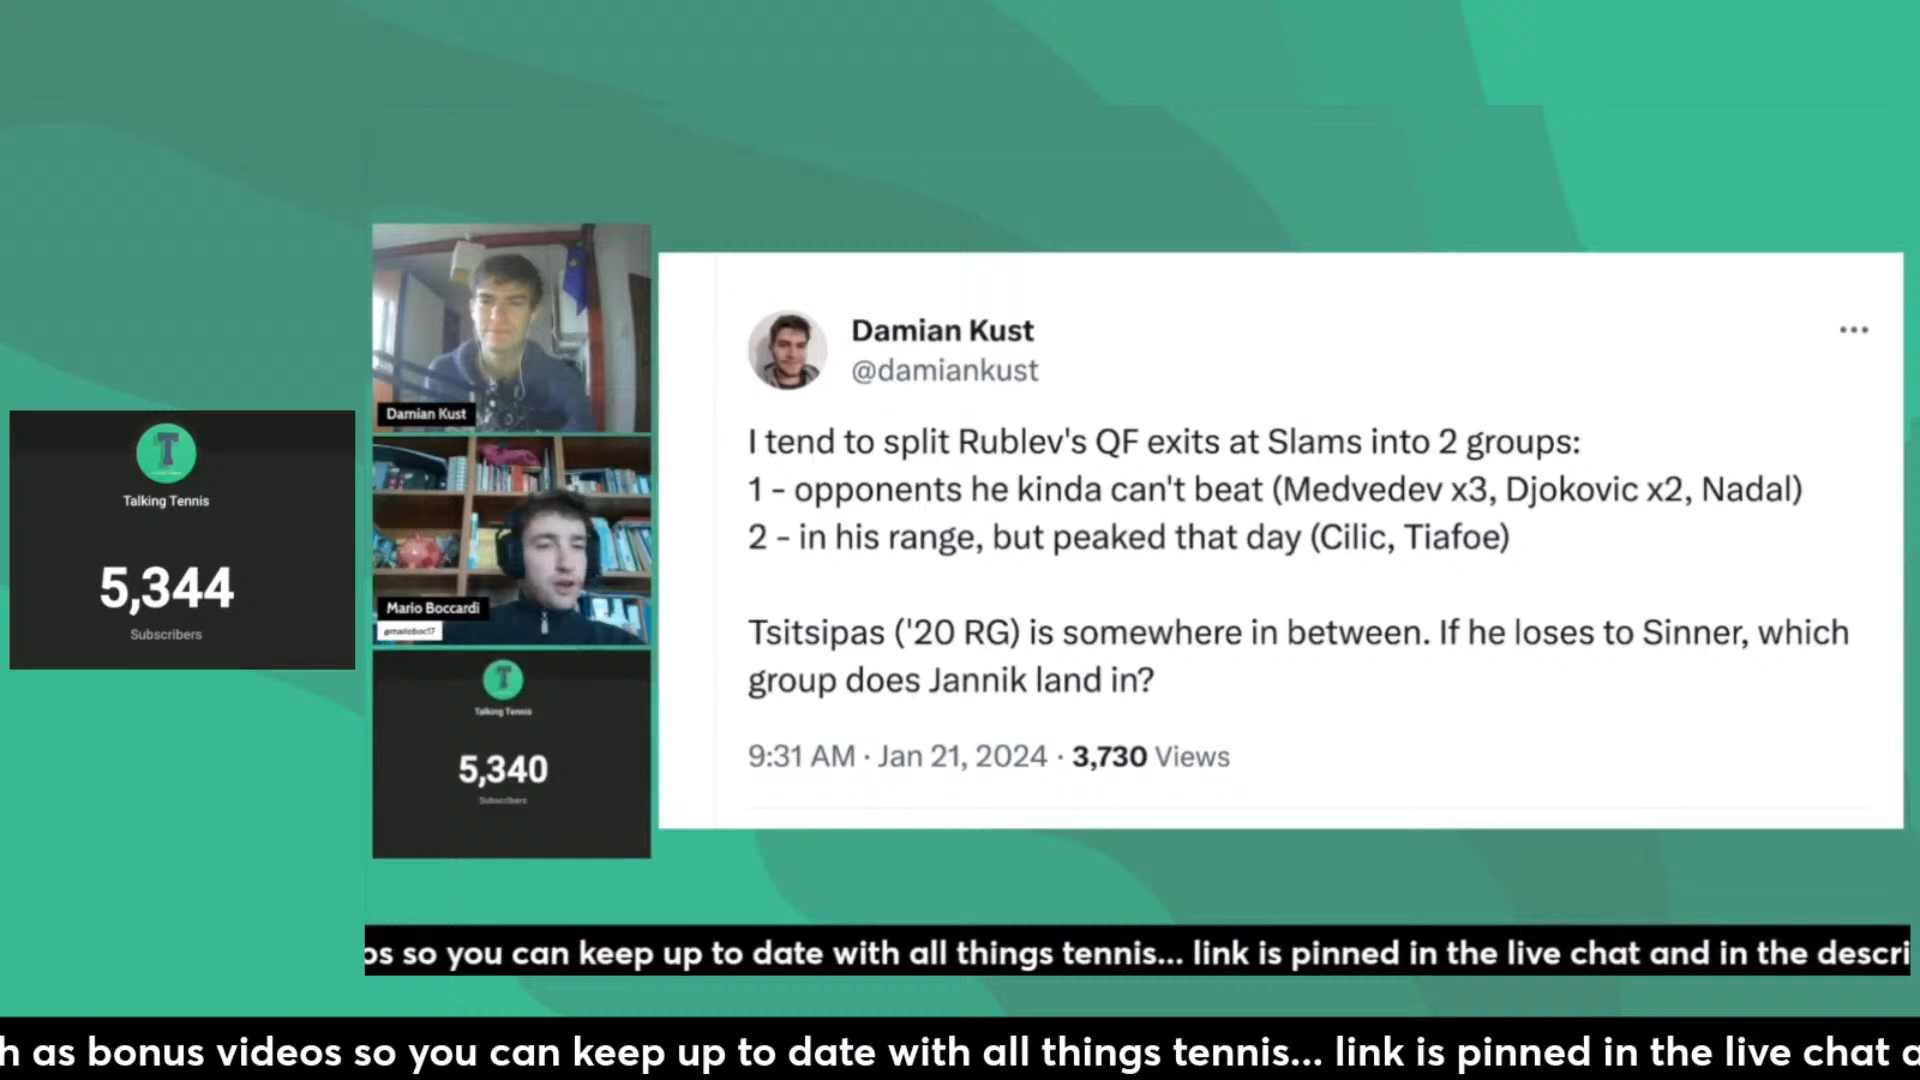 T
Talking Tennis
5,344
Subscribers
Damian Kust
Mario Boccardi
@marioboc17
T
Talking Tennis
5,340
Subscribers
Damian Kust
@damiankust
I tend to split Rublev's QF exits at Slams into 2 groups:
1 - opponents he kinda can't beat (Medvedev x3, Djokovic x2, Nadal)
2 - in his range, but peaked that day (Cilic, Tiafoe)
Tsitsipas ('20 RG) is somewhere in between. If he loses to Sinner, which
group does Jannik land in?
9:31 AM · Jan 21, 2024 · 3,730 Views
os so you can keep up to date with all things tennis... link is pinned in the live chat and in the descri
h as bonus videos so you can keep up to date with all things tennis... link is pinned in the live chat a